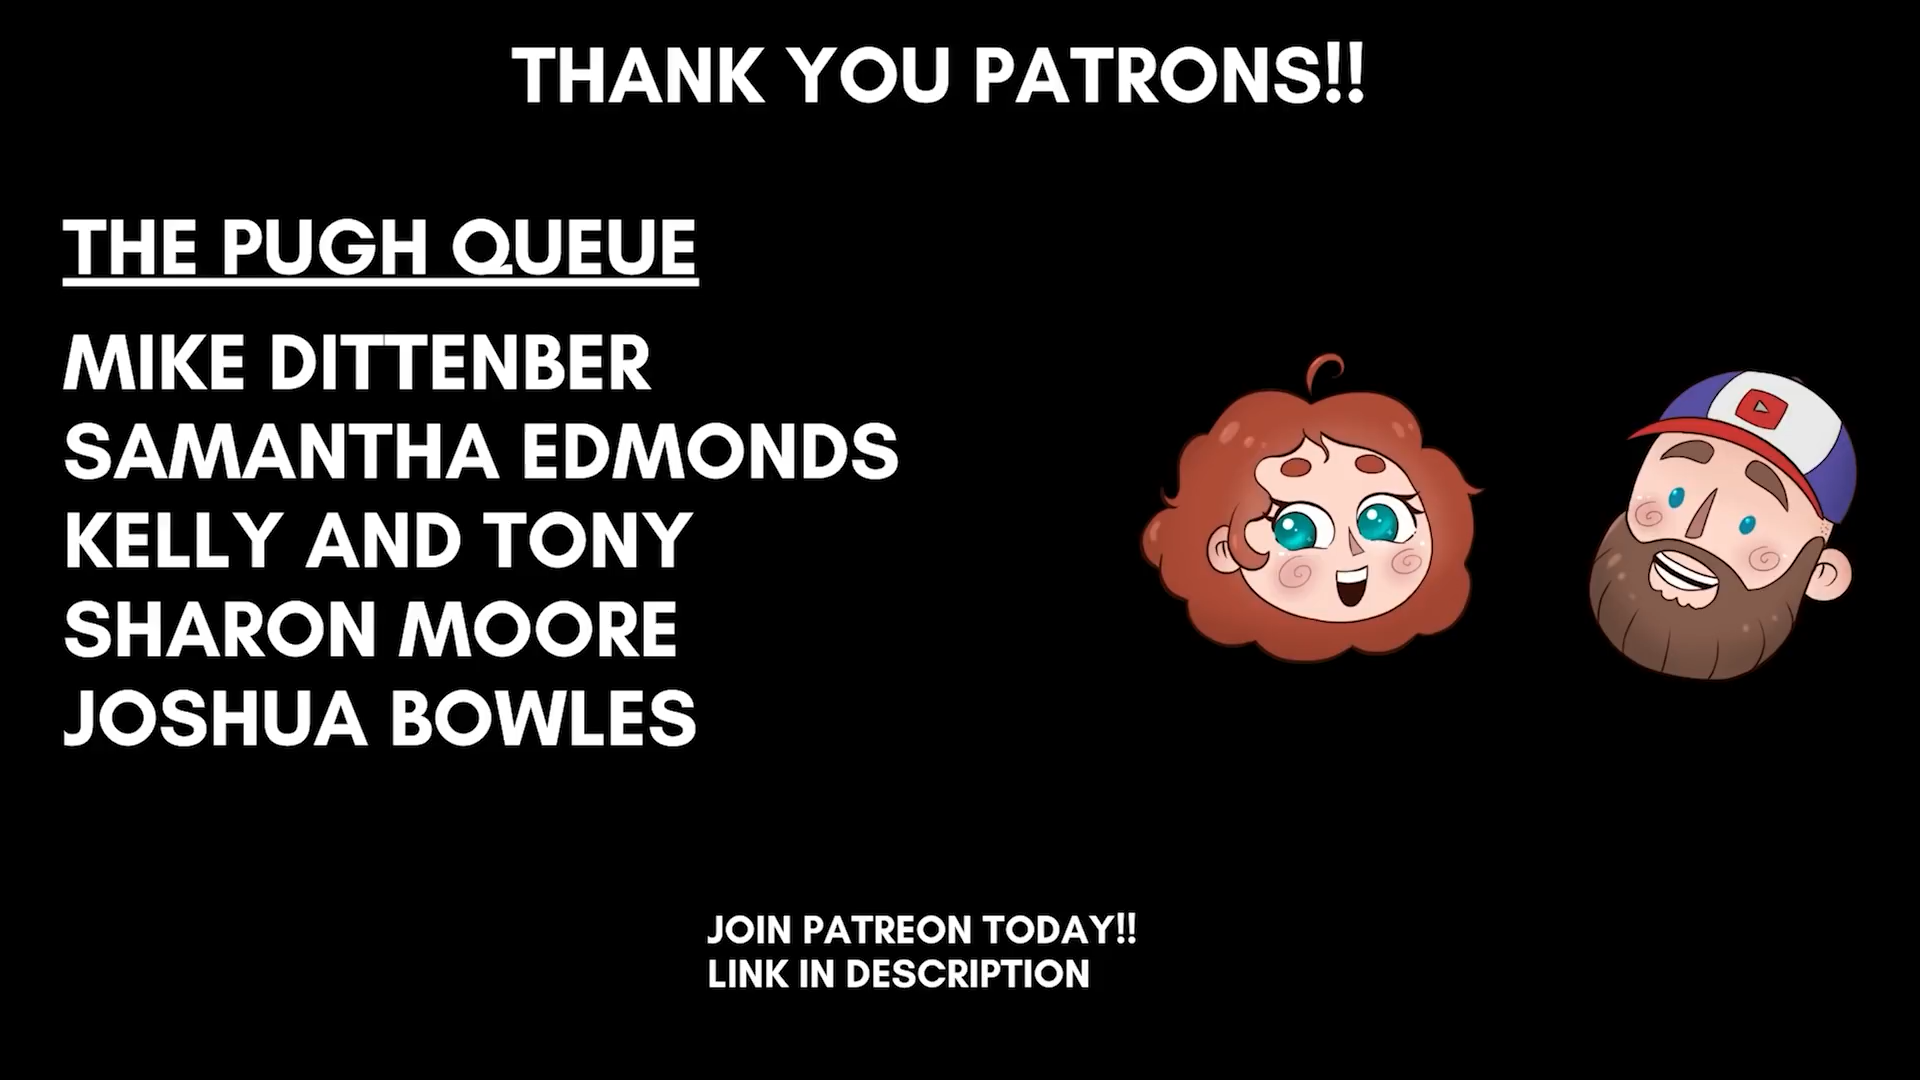 THANK YOU PATRONS!!
THE PUGH QUEUE
MIKE DITTENBER
SAMANTHA EDMONDS
KELLY AND TONY
SHARON MOORE
JOSHUA BOWLES
JOIN PATREON TODAY!!
LINK IN DESCRIPTION